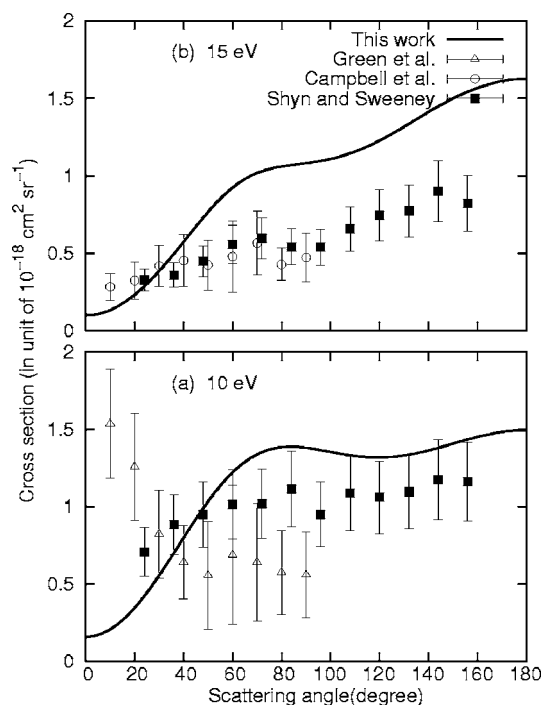 (b) 15 eV
This work
Green et al.
Campbell et al.
Shyn and Sweeney
2
1.5
1
0.5
0
(a) 10 eV
2
1.5
1
0.5
0
0 20 40 60 80 100 120 140 160 180
Scattering angle(degree)
Cross section (in unit of 10⁻¹⁸ cm² sr⁻¹)